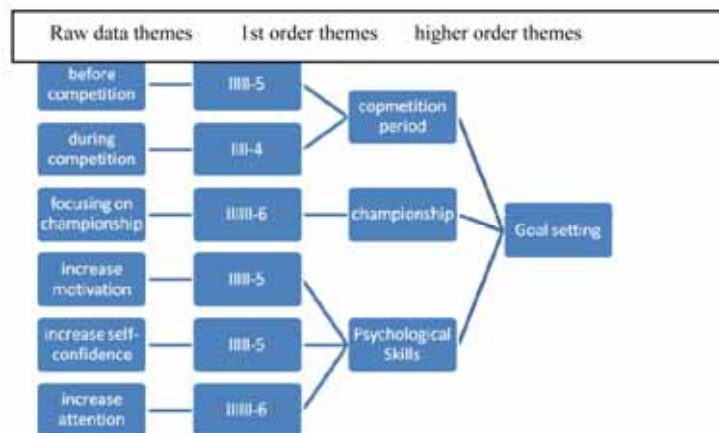 Raw data themes 1st order themes higher order themes
before
competition
IIIII-5
copmetition
period
during
competition
IIII-4
focusing on
championship
IIIIII-6
championship
Goal setting
increase
motivation
IIIII-5
increase self-
confidence
IIIII-5
Psychological
Skills
increase
attention
IIIIII-6